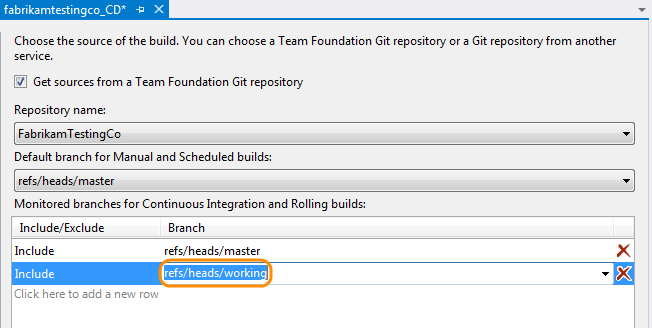 fabrikamtestingco_CD*
Choose the source of the build. You can choose a Team Foundation Git repository or a Git repository from another
service.
Get sources from a Team Foundation Git repository
Repository name:
FabrikamTestingCo
Default branch for Manual and Scheduled builds:
refs/heads/master
Monitored branches for Continuous Integration and Rolling builds:
Include/Exclude Branch
Include refs/heads/master
Include refs/heads/working
Click here to add a new row